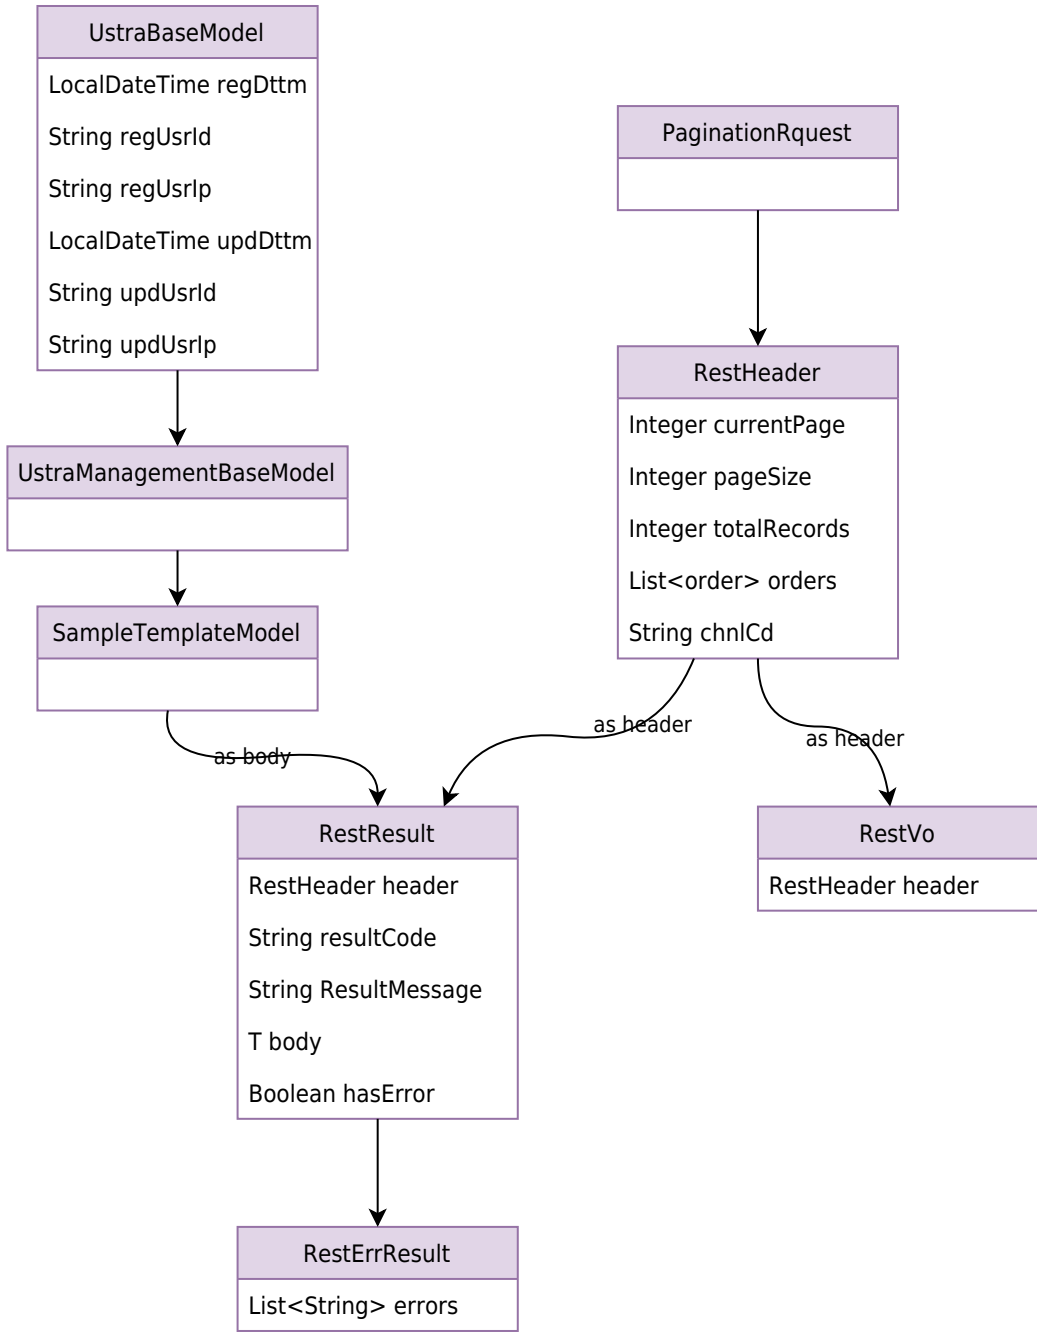 UstraBaseModel
LocalDateTime regDttm
String regUsrId
String regUsrIp
LocalDateTime updDttm
String updUsrId
String updUsrIp
PaginationRquest
RestHeader
Integer currentPage
Integer pageSize
Integer totalRecords
List<order> orders
String chnlCd
UstraManagementBaseModel
SampleTemplateModel
as body
as header
as header
RestResult
RestHeader header
String resultCode
String ResultMessage
T body
Boolean hasError
RestVo
RestHeader header
RestErrResult
List<String> errors